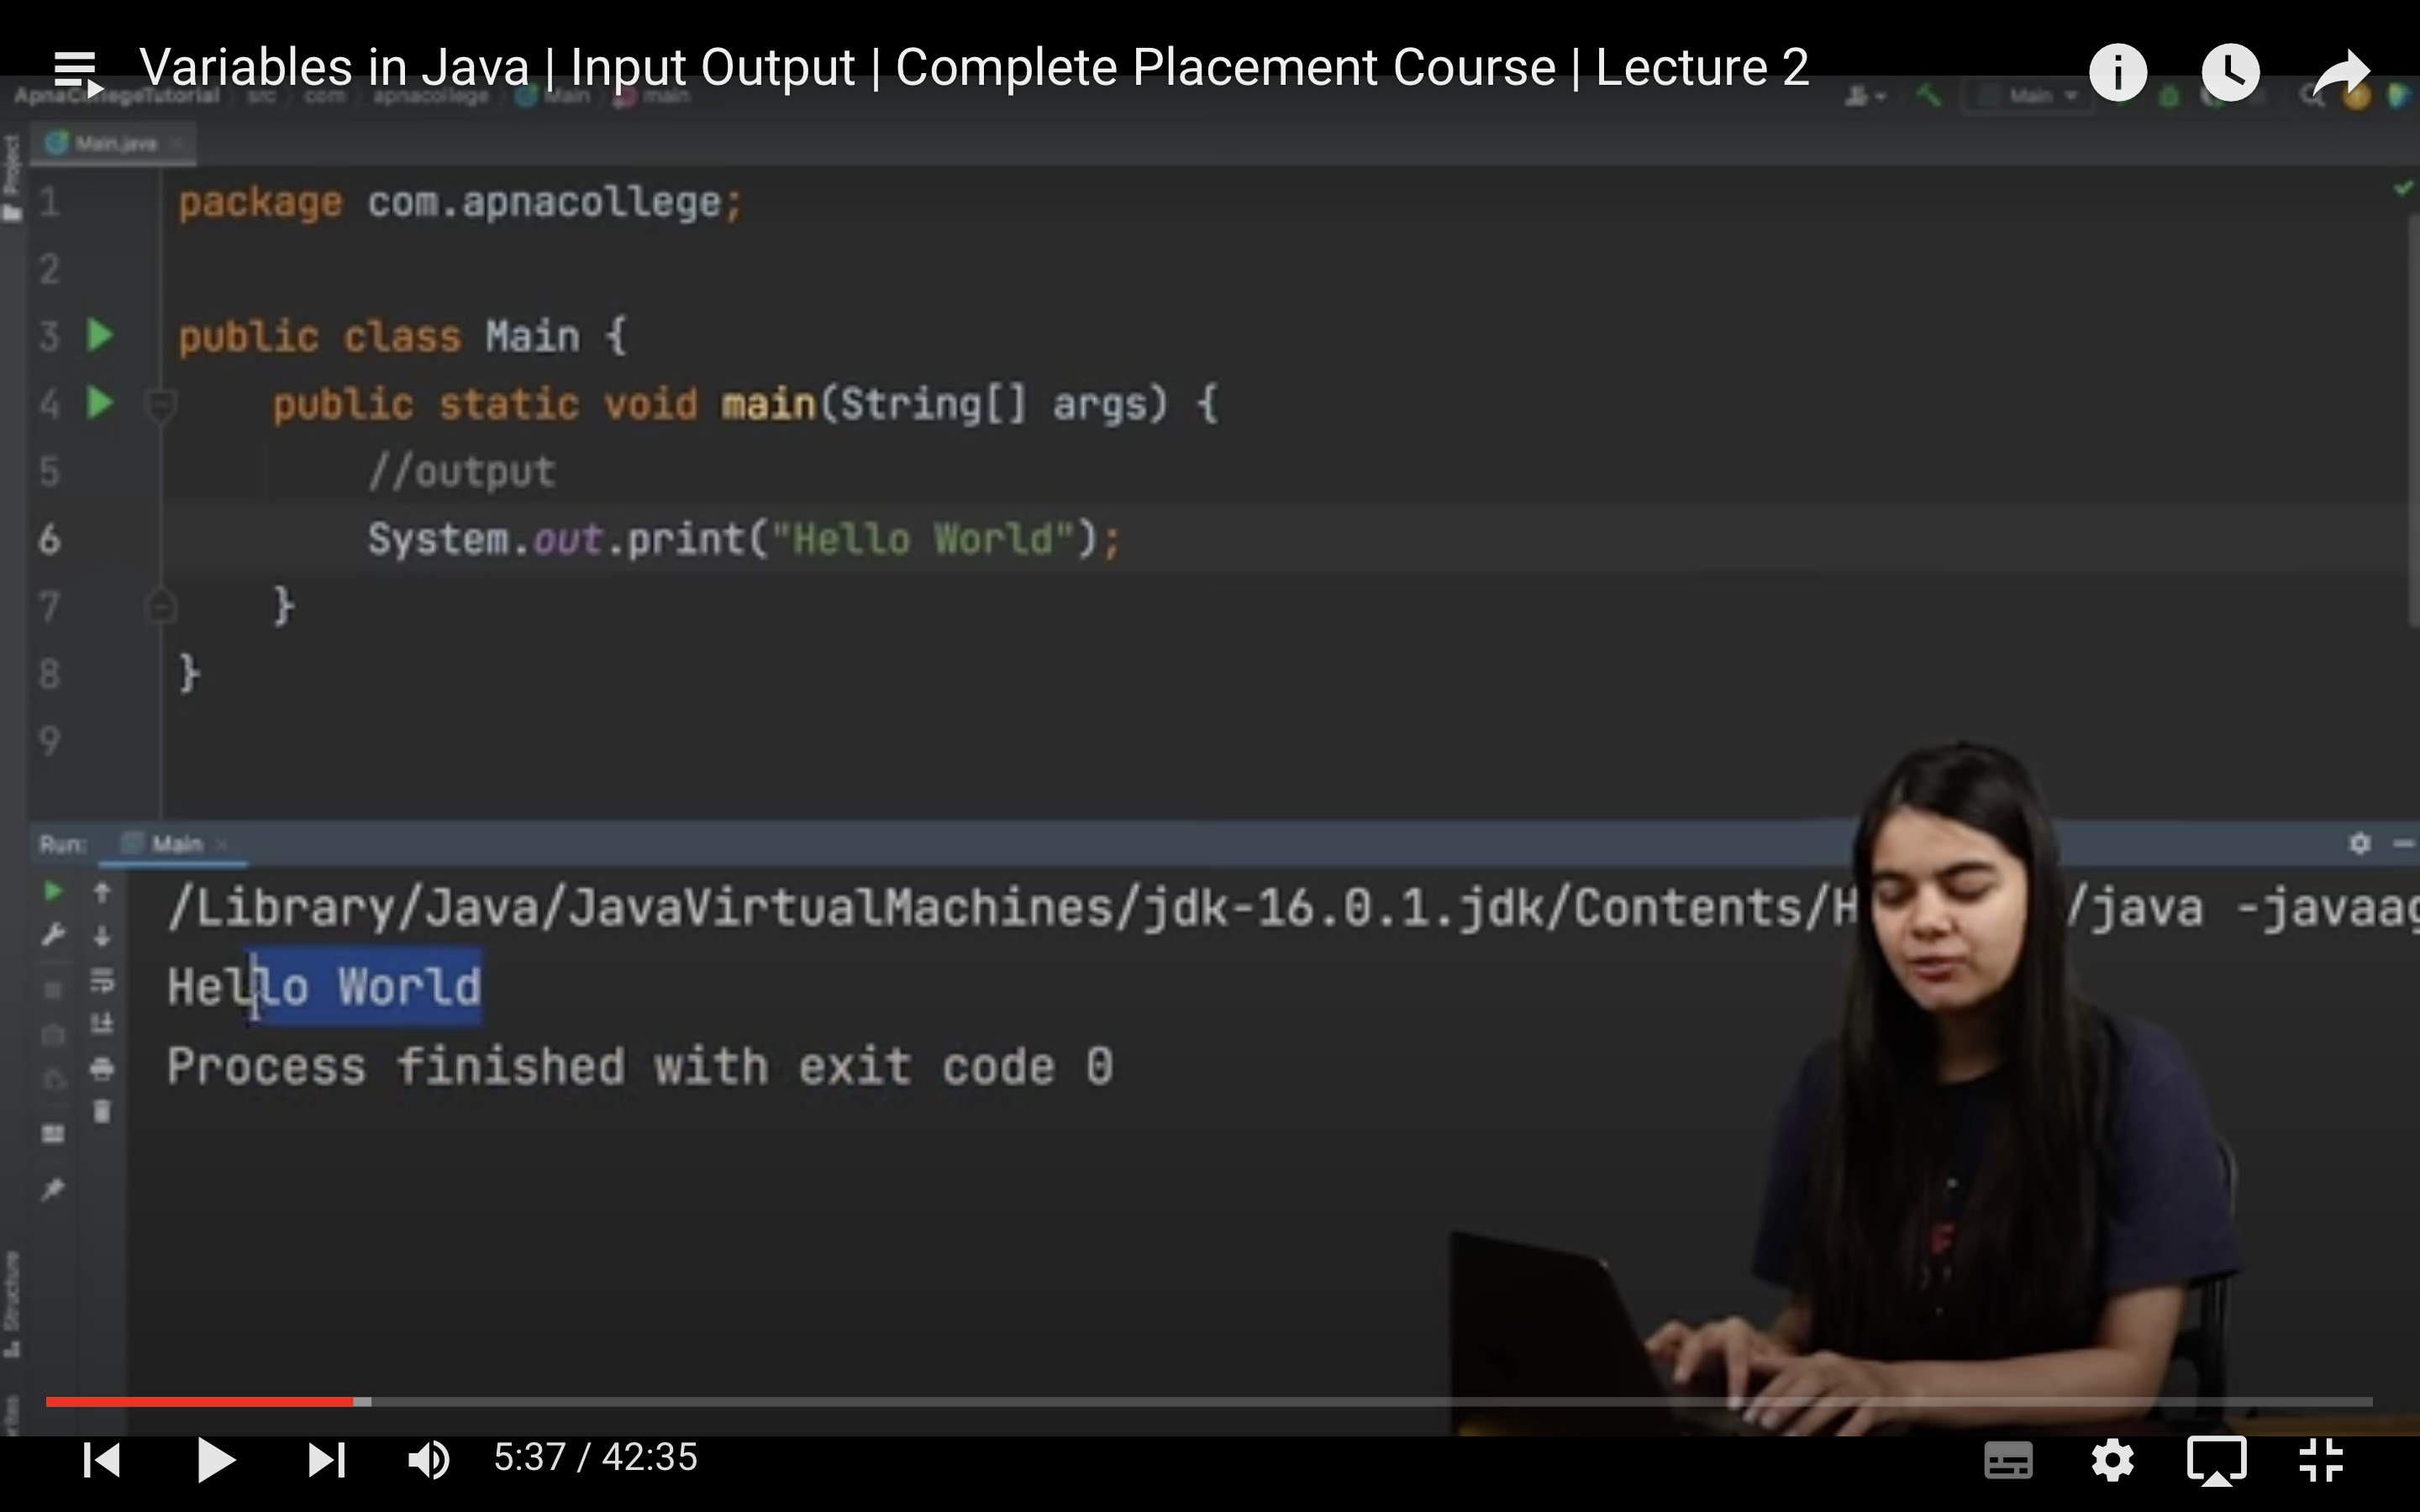 Variables in Java | Input Output | Complete Placement Course | Lecture 2
ApnaCollegeTutorial src com apnacollege Main main
Main
Main.java
Project
1 package com.apnacollege;
2
3 public class Main {
4 public static void main(String[] args) {
5 //output
6 System.out.print("Hello World");
7 }
8 }
9
Run: Main
/Library/Java/JavaVirtualMachines/jdk-16.0.1.jdk/Contents/H /java -javaag
Hello World
Process finished with exit code 0
Structure
5:37 / 42:35